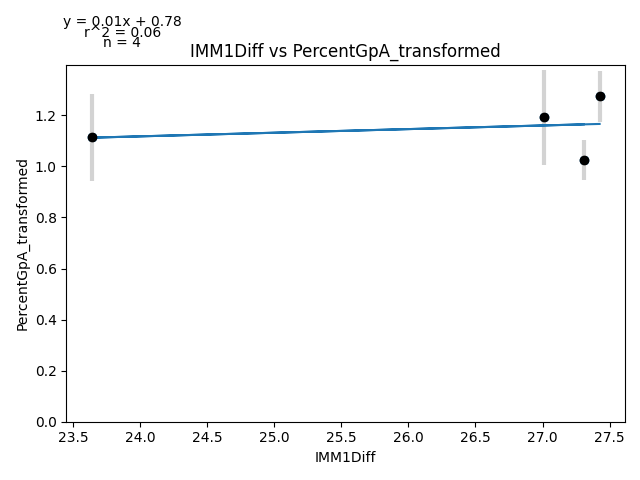 y = 0.01x + 0.78
r^2 = 0.06
n = 4
IMM1Diff vs PercentGpA_transformed
PercentGpA_transformed
1.2
1.0
0.8
0.6
0.4
0.2
0.0
23.5 24.0 24.5 25.0 25.5 26.0 26.5 27.0 27.5
IMM1Diff